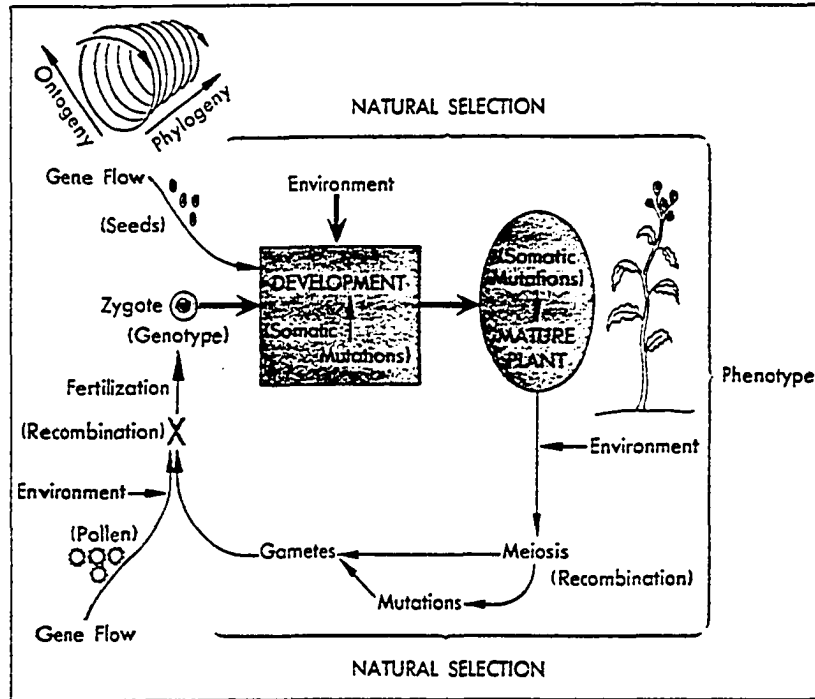 Ontogeny
Phylogeny
NATURAL SELECTION
Gene Flow
(Seeds)
Environment
DEVELOPMENT
(Somatic
Mutations)
(Somatic
Mutations)
MATURE
PLANT
Zygote
(Genotype)
Phenotype
Fertilization
(Recombination)
X
Environment
Environment
(Pollen)
Gametes
Meiosis
(Recombination)
Mutations
Gene Flow
NATURAL SELECTION